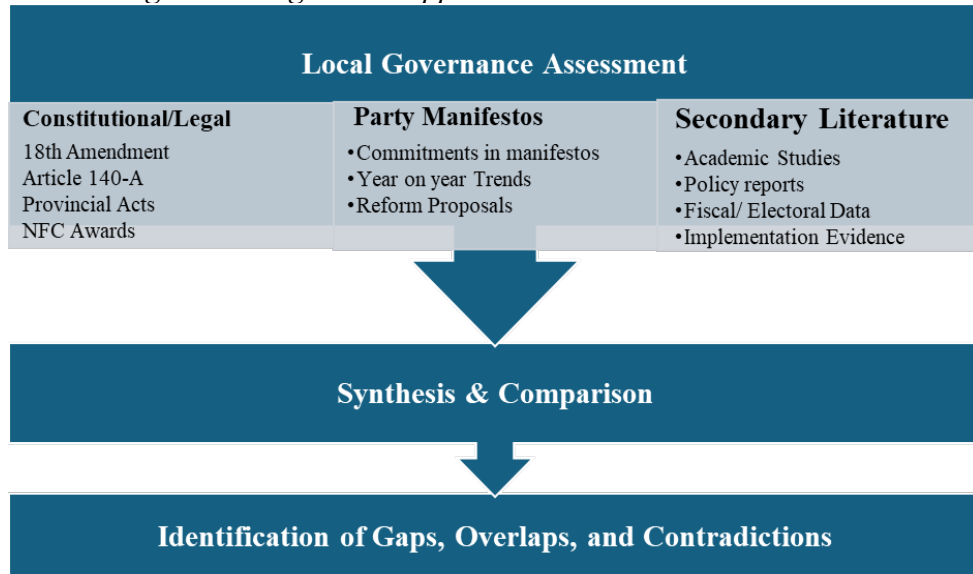 Local Governance Assessment
Constitutional/Legal
18th Amendment
Article 140-A
Provincial Acts
NFC Awards
Party Manifestos
•Commitments in manifestos
•Year on year Trends
•Reform Proposals
Secondary Literature
•Academic Studies
•Policy reports
•Fiscal/ Electoral Data
•Implementation Evidence
Synthesis & Comparison
Identification of Gaps, Overlaps, and Contradictions